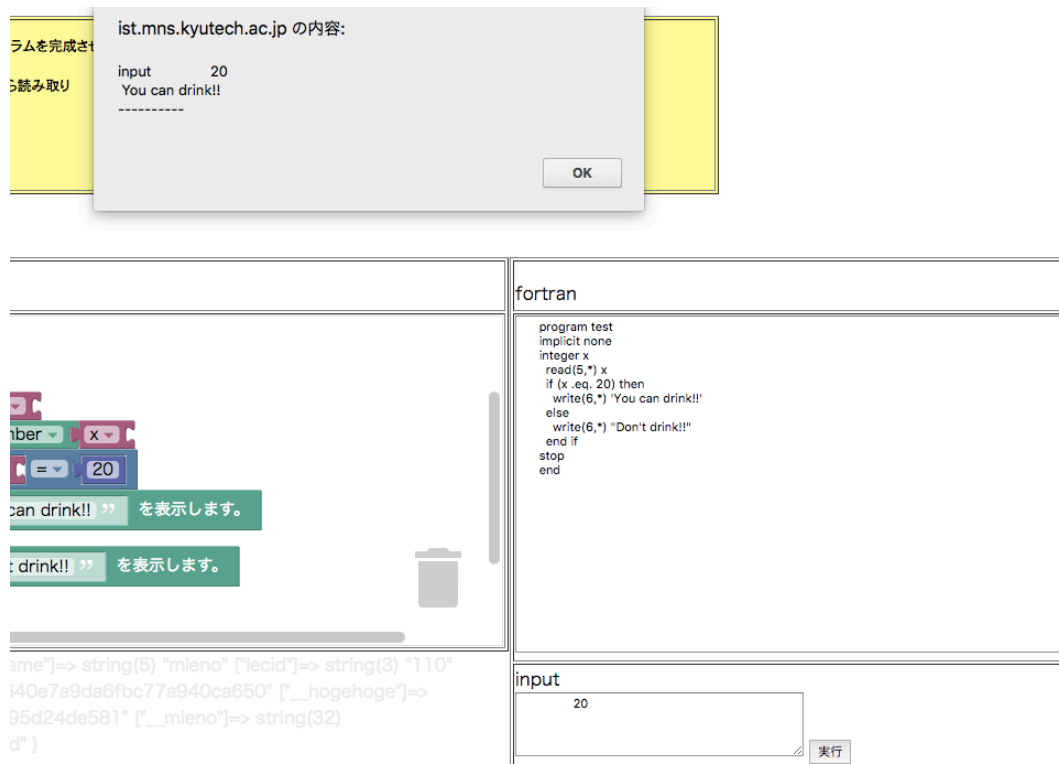 ist.mns.kyutech.ac.jp の内容:
ラムを完成させ
input 20
ら読み取り
You can drink!!
----------
OK
fortran
program test
implicit none
integer x
read(5,*) x
if (x .eq. 20) then
write(6,*) 'You can drink!!'
else
write(6,*) "Don't drink!!"
end if
stop
end
x
= 20
can drink!! ” を表示します。
drink!! ” を表示します。
ame"]=> string(5) "mieno" ["lecid"]=> string(3) "110"
640e7a9da6fbc77a940ca650" ["__hogehoge"]=>
95d24de581" ["__mieno"]=> string(32)
d" }
input
20
実行